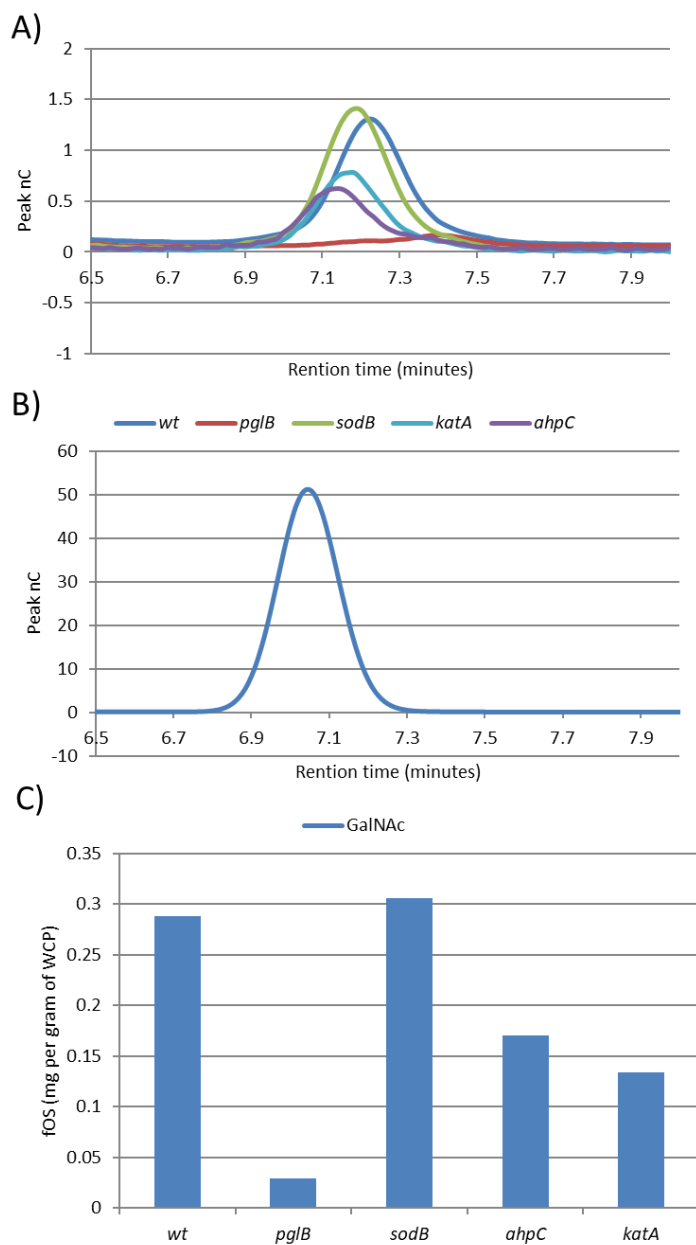 A)
2
1.5
1
0.5
0
-0.5
-1
6.5 6.7 6.9 7.1 7.3 7.5 7.7 7.9
Peak nC
Rention time (minutes)
B)
wt pglB sodB katA ahpC
60
50
40
30
20
10
0
-10
6.5 6.7 6.9 7.1 7.3 7.5 7.7 7.9
Peak nC
Rention time (minutes)
C)
GalNAc
0.35
0.3
0.25
0.2
0.15
0.1
0.05
0
fOS (mg per gram of WCP)
wt pglB sodB ahpC katA